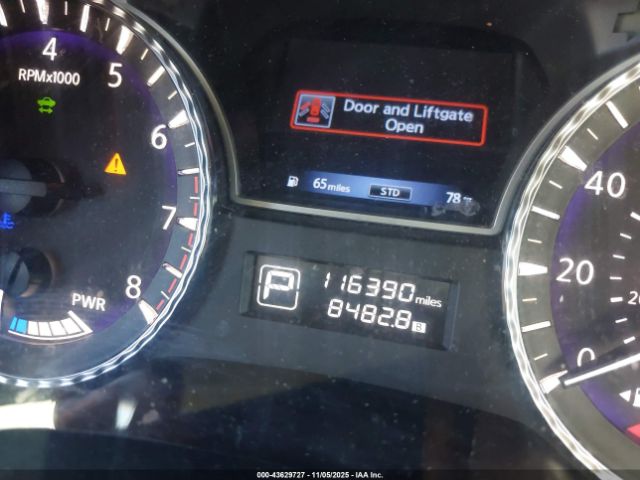 4
5
RPMx1000
6
7
8
PWR
Door and Liftgate
Open
65 miles
STD
78
P
116390 miles
8482.8 B
40
20
0
20
000-43629727 - 11/05/2025 - IAA Inc.